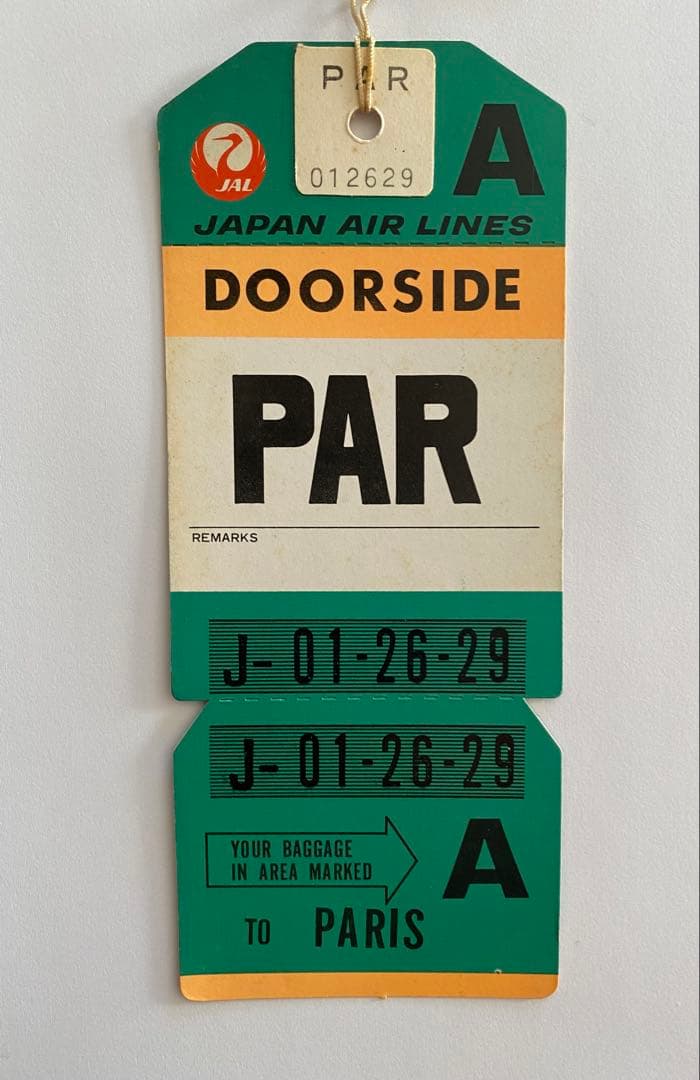 PAR
012629
A
JAL
JAPAN AIR LINES
DOORSIDE
PAR
REMARKS
J-01-26-29
J-01-26-29
YOUR BAGGAGE
IN AREA MARKED
A
TO PARIS